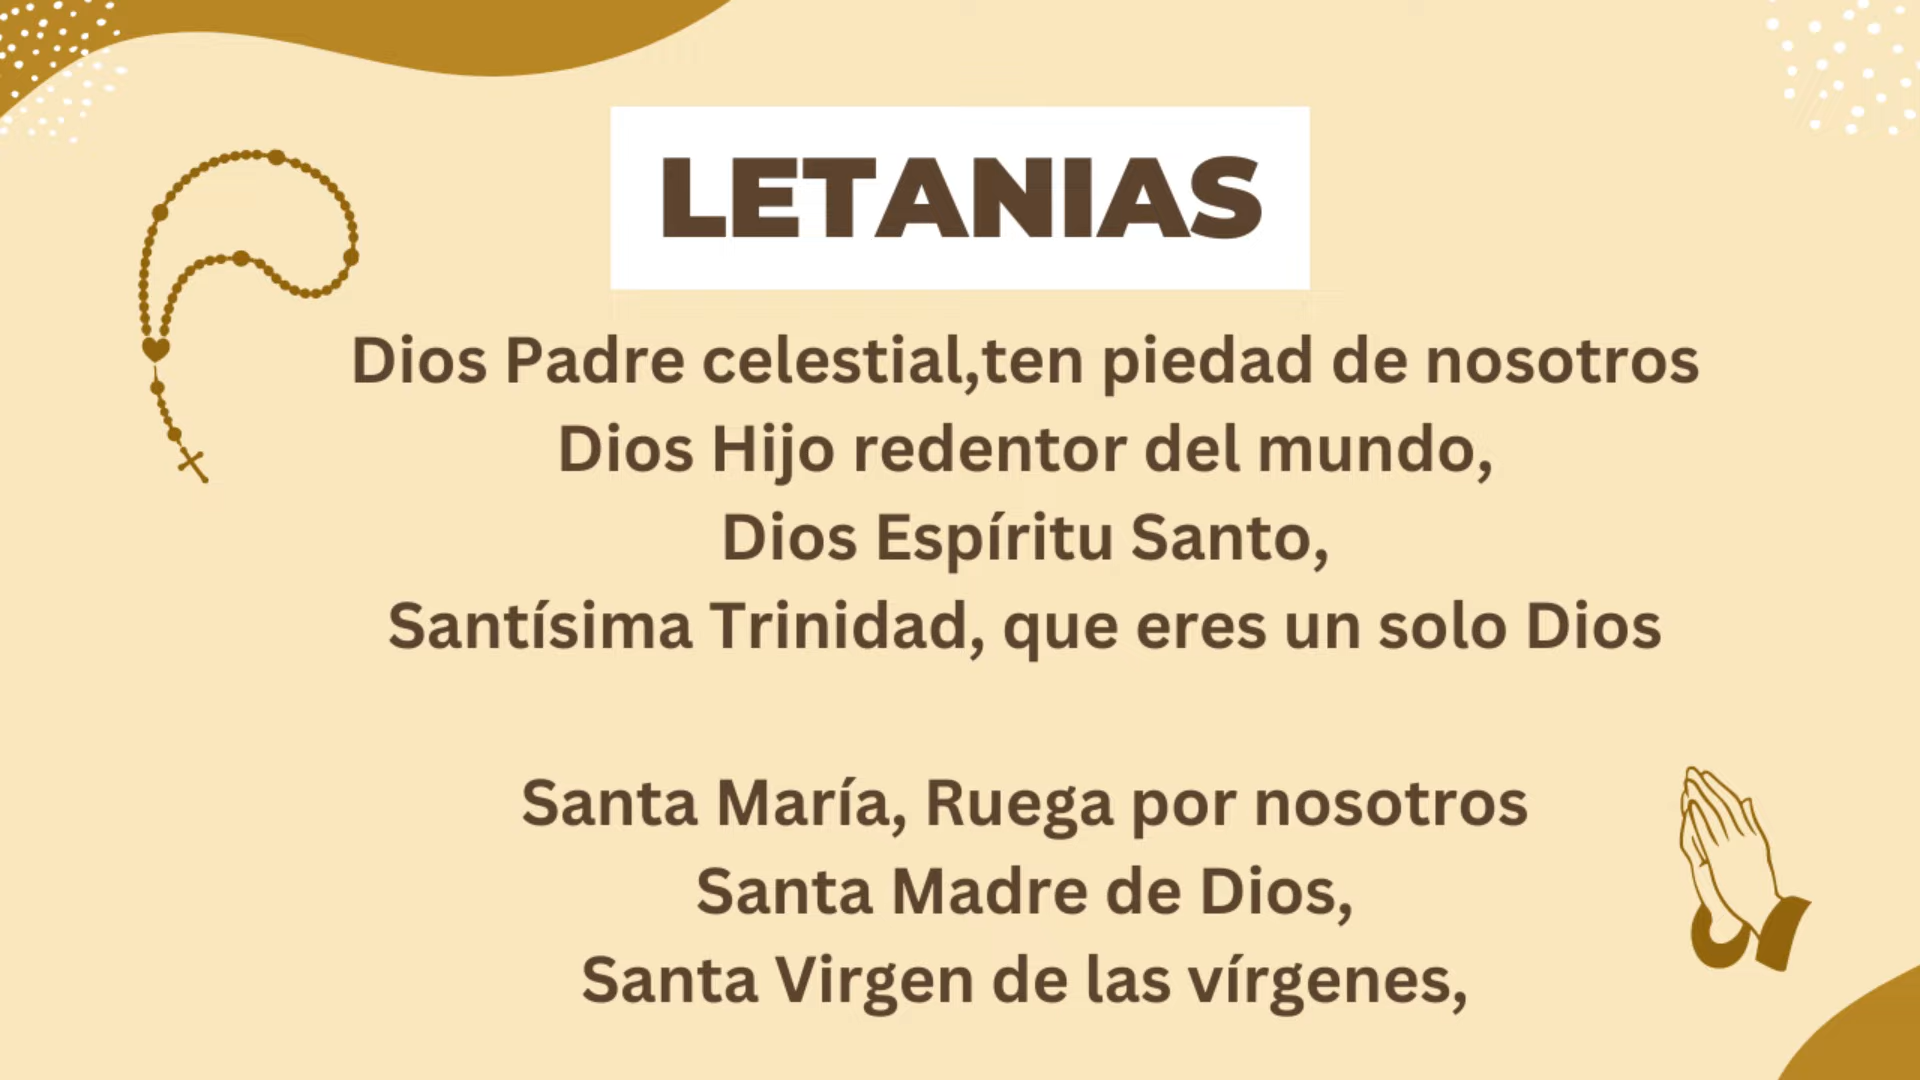 LETANIAS
Dios Padre celestial,ten piedad de nosotros
Dios Hijo redentor del mundo,
Dios Espíritu Santo,
Santísima Trinidad, que eres un solo Dios
Santa María, Ruega por nosotros
Santa Madre de Dios,
Santa Virgen de las vírgenes,